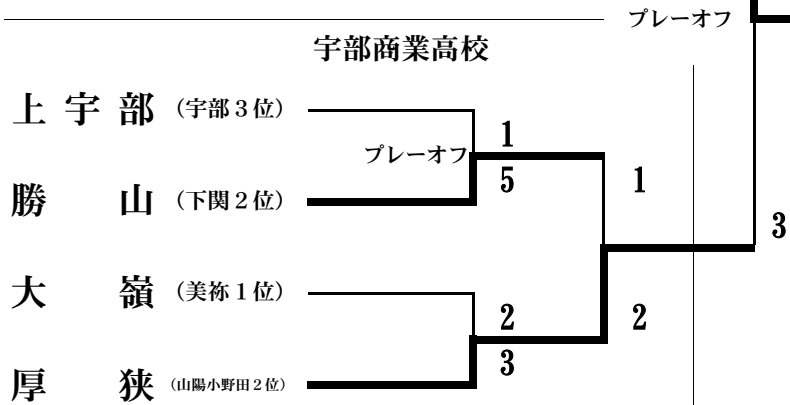 プレーオフ
宇部商業高校
上宇部 （宇部３位）
1
プレーオフ
5
1
勝山 （下関２位）
3
大嶺 （美祢１位）
2
2
3
厚狭 （山陽小野田２位）